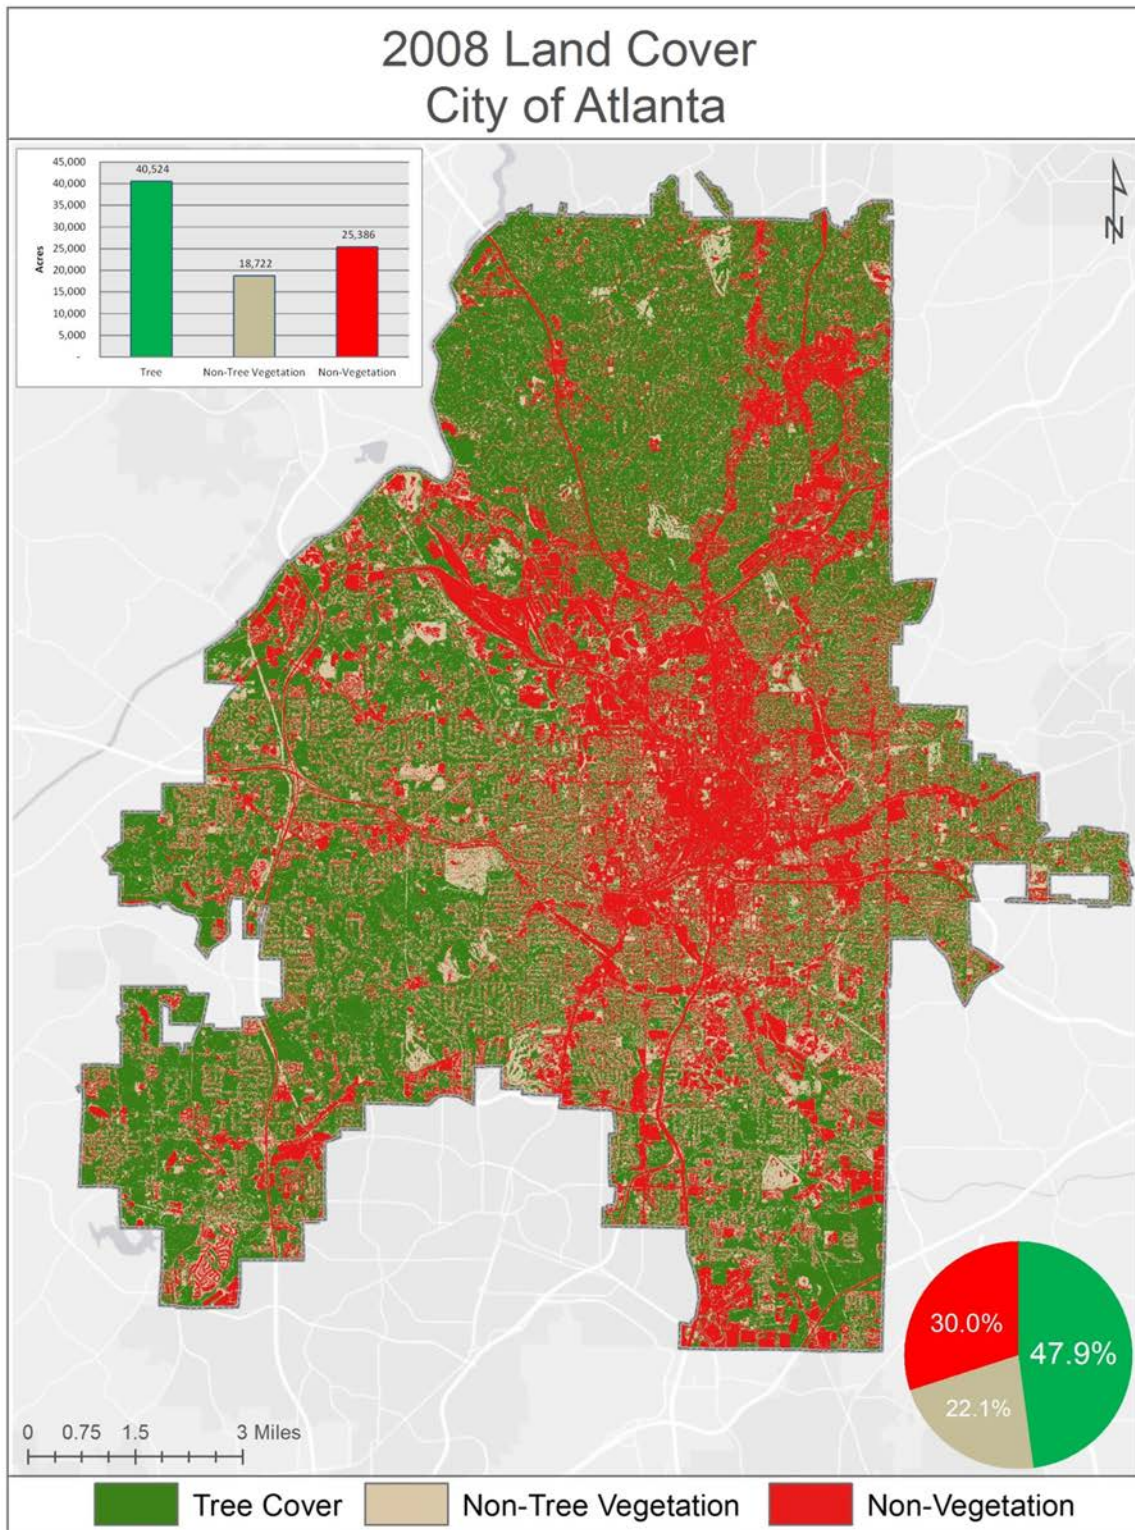 2008 Land Cover
City of Atlanta
45,000
40,000
35,000
30,000
25,000
20,000
15,000
10,000
5,000
-
Acres
40,524
18,722
25,386
Tree
Non-Tree Vegetation
Non-Vegetation
N
30.0%
47.9%
22.1%
0 0.75 1.5 3 Miles
Tree Cover
Non-Tree Vegetation
Non-Vegetation